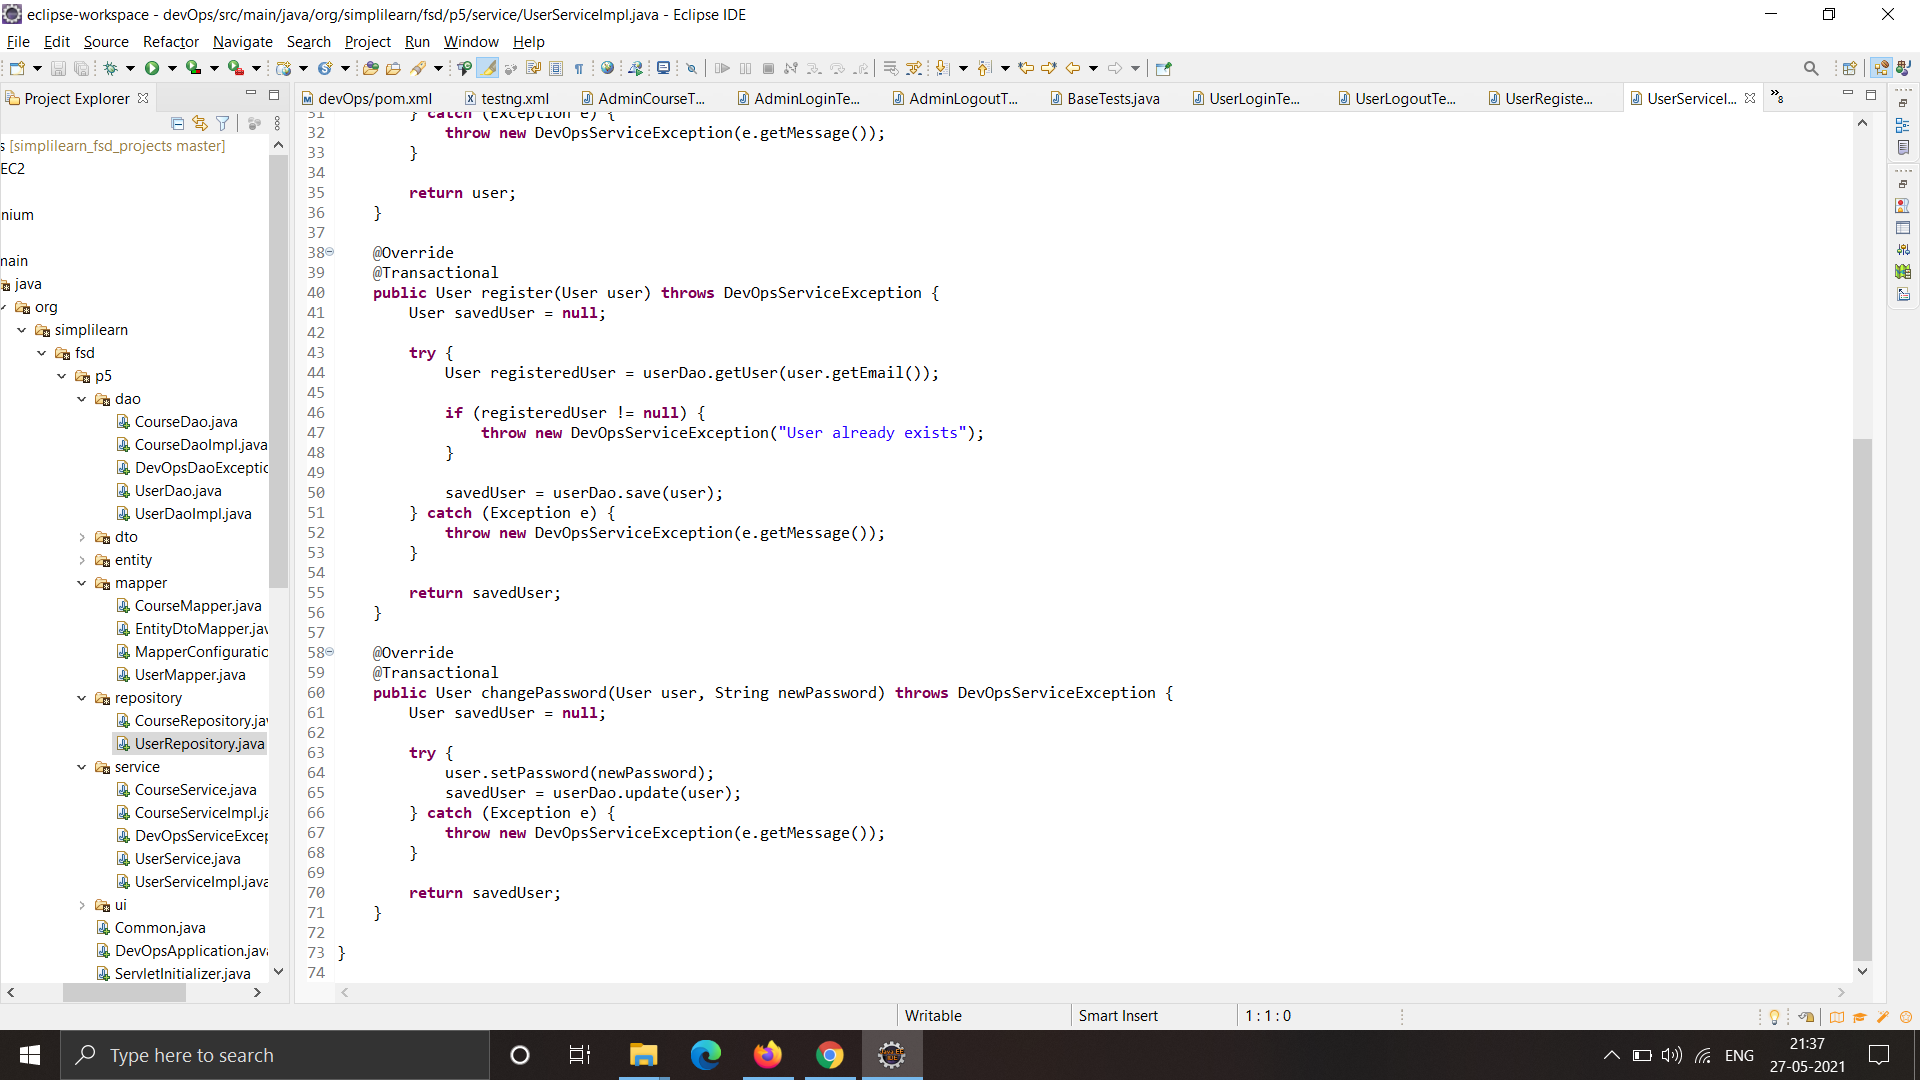 eclipse-workspace - devOps/src/main/java/org/simplilearn/fsd/p5/service/UserServiceImpl.java - Eclipse IDE
File Edit Source Refactor Navigate Search Project Run Window Help
Project Explorer
devOps/pom.xml testng.xml AdminCourseT... AdminLoginTe... AdminLogoutT... BaseTests.java UserLoginTe... UserLogoutTe... UserRegiste... UserServiceI... »8
s [simplilearn_fsd_projects master]
EC2
nium
main
java
org
simplilearn
fsd
p5
dao
CourseDao.java
CourseDaoImpl.java
DevOpsDaoExceptic
UserDao.java
UserDaoImpl.java
dto
entity
mapper
CourseMapper.java
EntityDtoMapper.jav
MapperConfiguratic
UserMapper.java
repository
CourseRepository.jav
UserRepository.java
service
CourseService.java
CourseServiceImpl.ja
DevOpsServiceExcep
UserService.java
UserServiceImpl.java
ui
Common.java
DevOpsApplication.java
ServletInitializer.java
31 } catch (Exception e) {
32 throw new DevOpsServiceException(e.getMessage());
33 }
34
35 return user;
36 }
37
38 @Override
39 @Transactional
40 public User register(User user) throws DevOpsServiceException {
41 User savedUser = null;
42
43 try {
44 User registeredUser = userDao.getUser(user.getEmail());
45
46 if (registeredUser != null) {
47 throw new DevOpsServiceException("User already exists");
48 }
49
50 savedUser = userDao.save(user);
51 } catch (Exception e) {
52 throw new DevOpsServiceException(e.getMessage());
53 }
54
55 return savedUser;
56 }
57
58 @Override
59 @Transactional
60 public User changePassword(User user, String newPassword) throws DevOpsServiceException {
61 User savedUser = null;
62
63 try {
64 user.setPassword(newPassword);
65 savedUser = userDao.update(user);
66 } catch (Exception e) {
67 throw new DevOpsServiceException(e.getMessage());
68 }
69
70 return savedUser;
71 }
72
73 }
74
Writable Smart Insert 1 : 1 : 0
Type here to search
ENG
21:37
27-05-2021